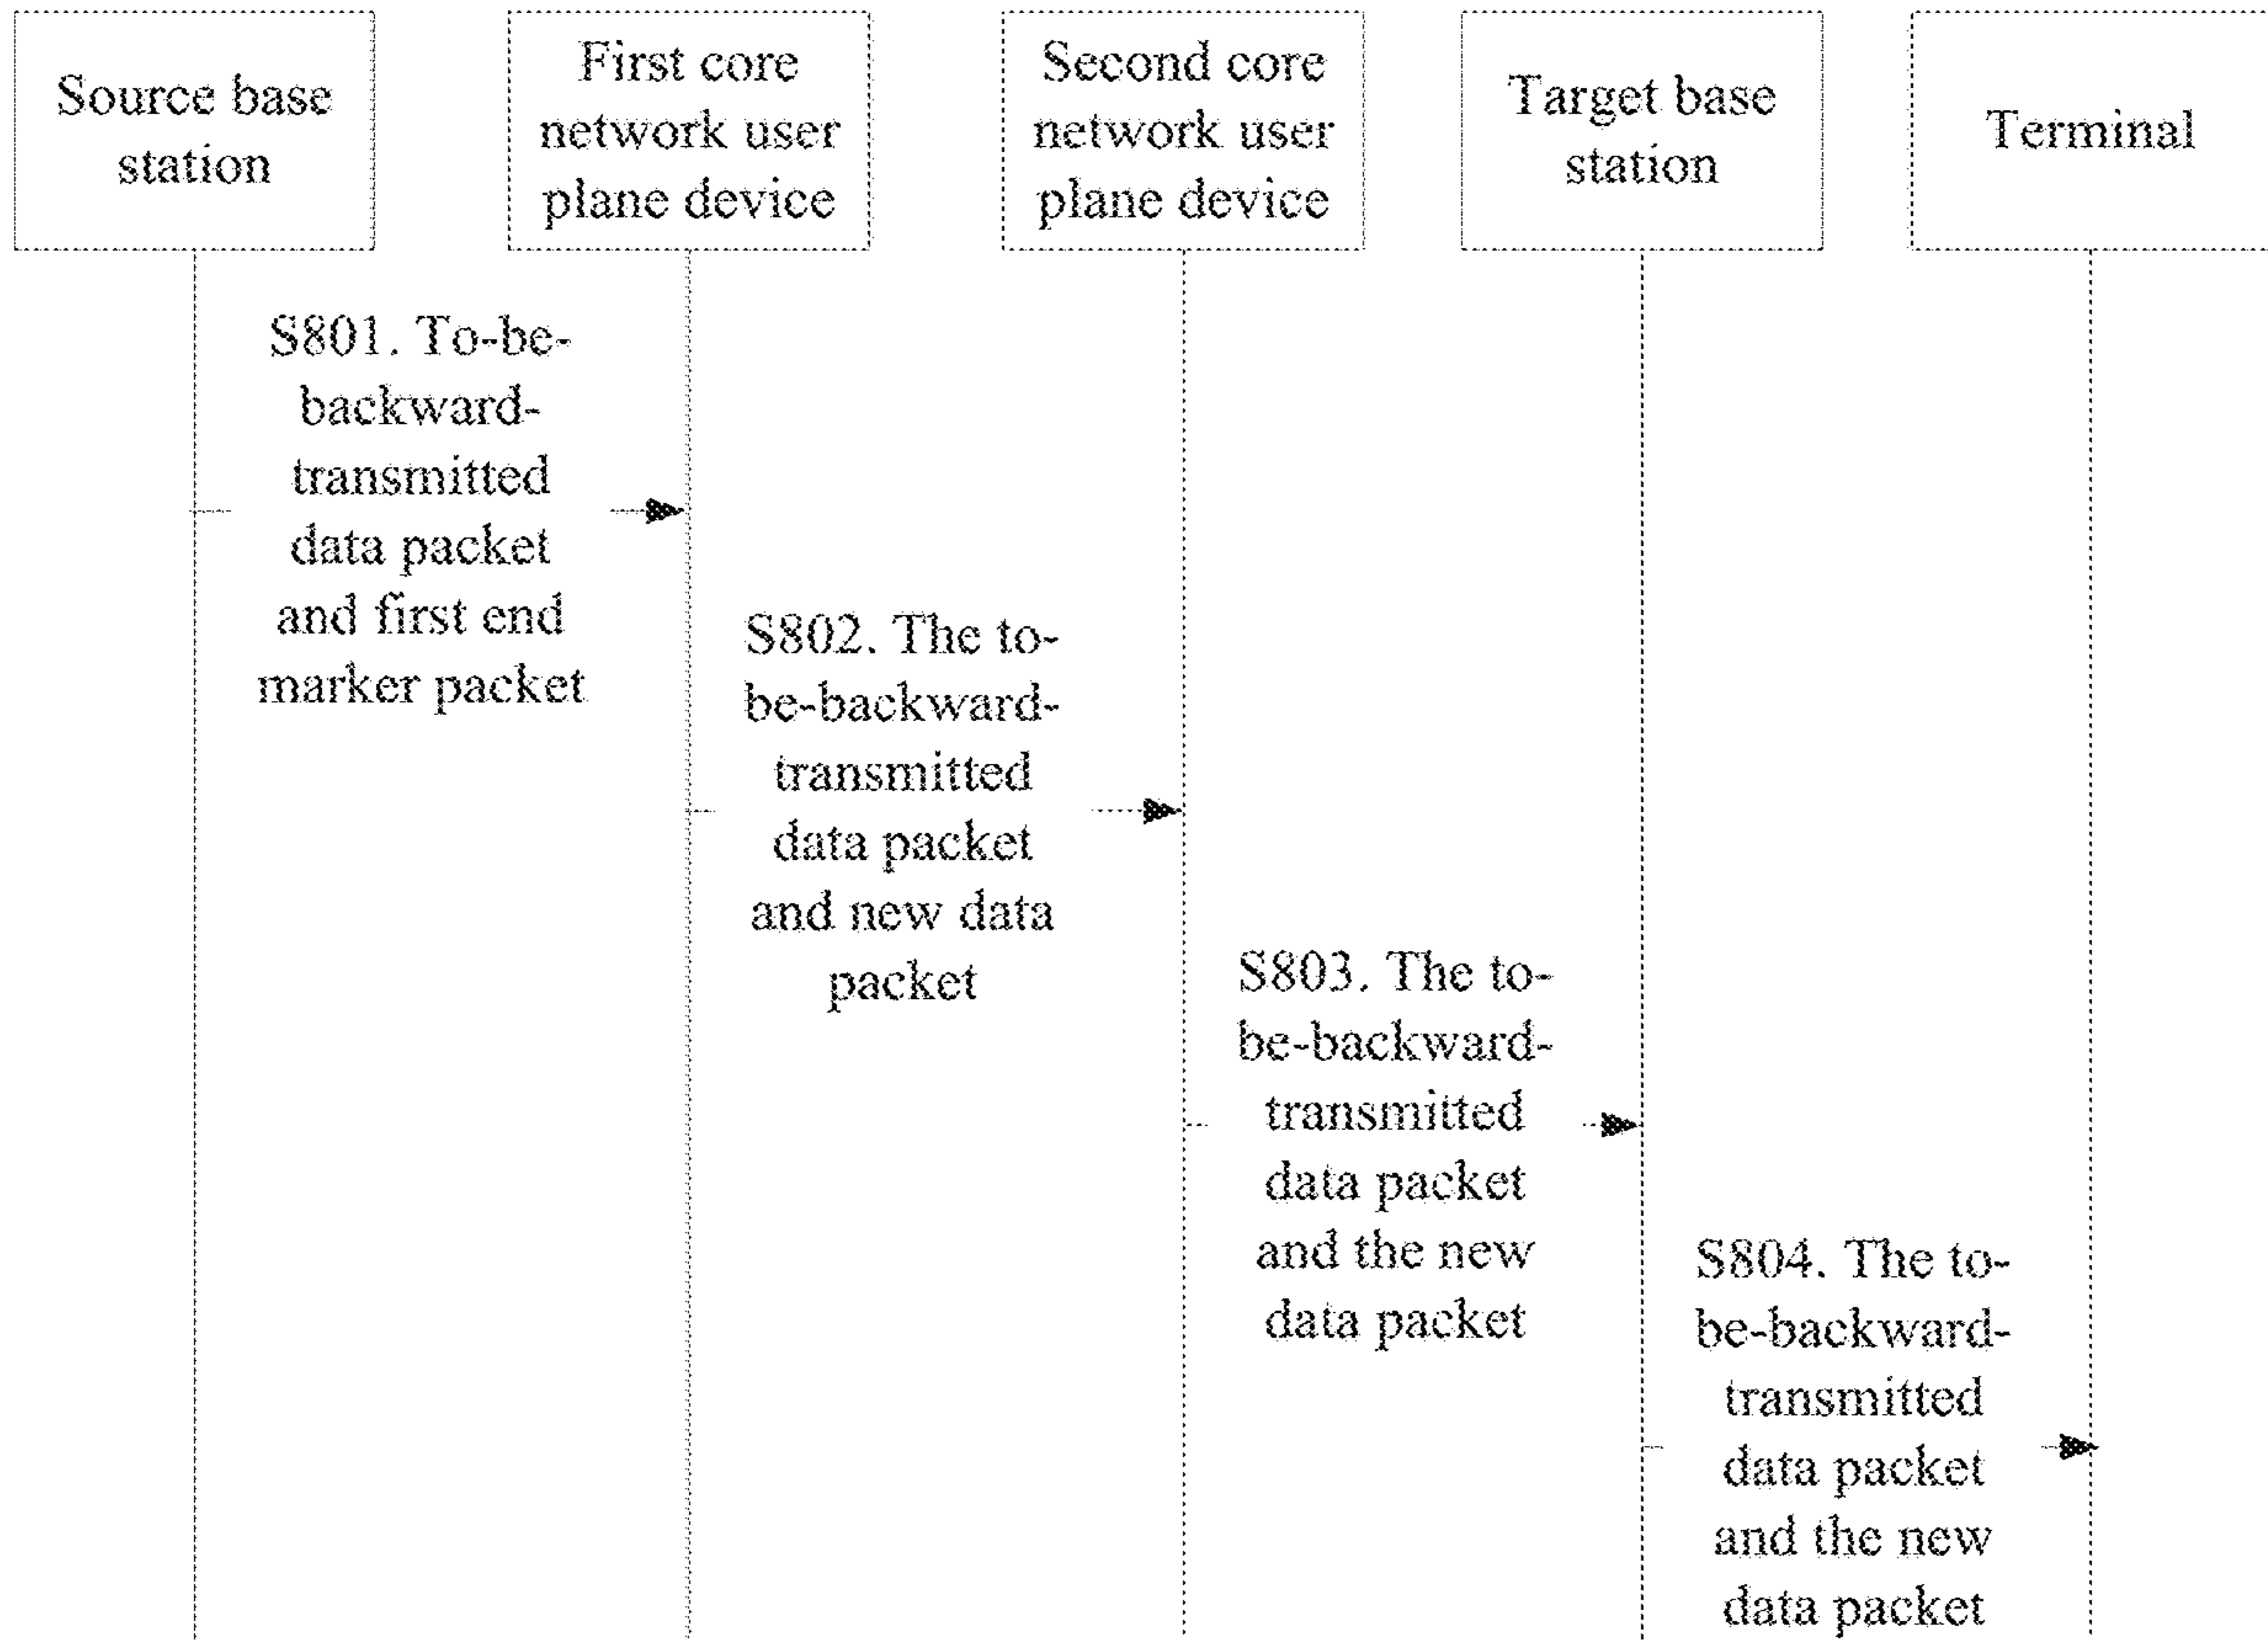 Source base
station
First core
network user
plane device
Second core
network user
plane device
Target base
station
Terminal
S801. To-be-
backward-
transmitted
data packet
and first end
marker packet
S802. The to-
be-backward-
transmitted
data packet
and new data
packet
S803. The to-
be-backward-
transmitted
data packet
and the new
data packet
S804. The to-
be-backward-
transmitted
data packet
and the new
data packet